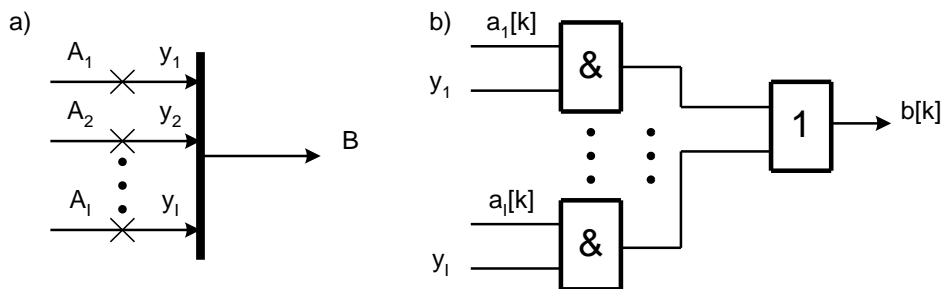 a)
A₁ y₁
A₂ y₂
B
Aₗ yₗ
b)
a₁[k]
&
y₁
1
b[k]
aₗ[k]
&
yₗ